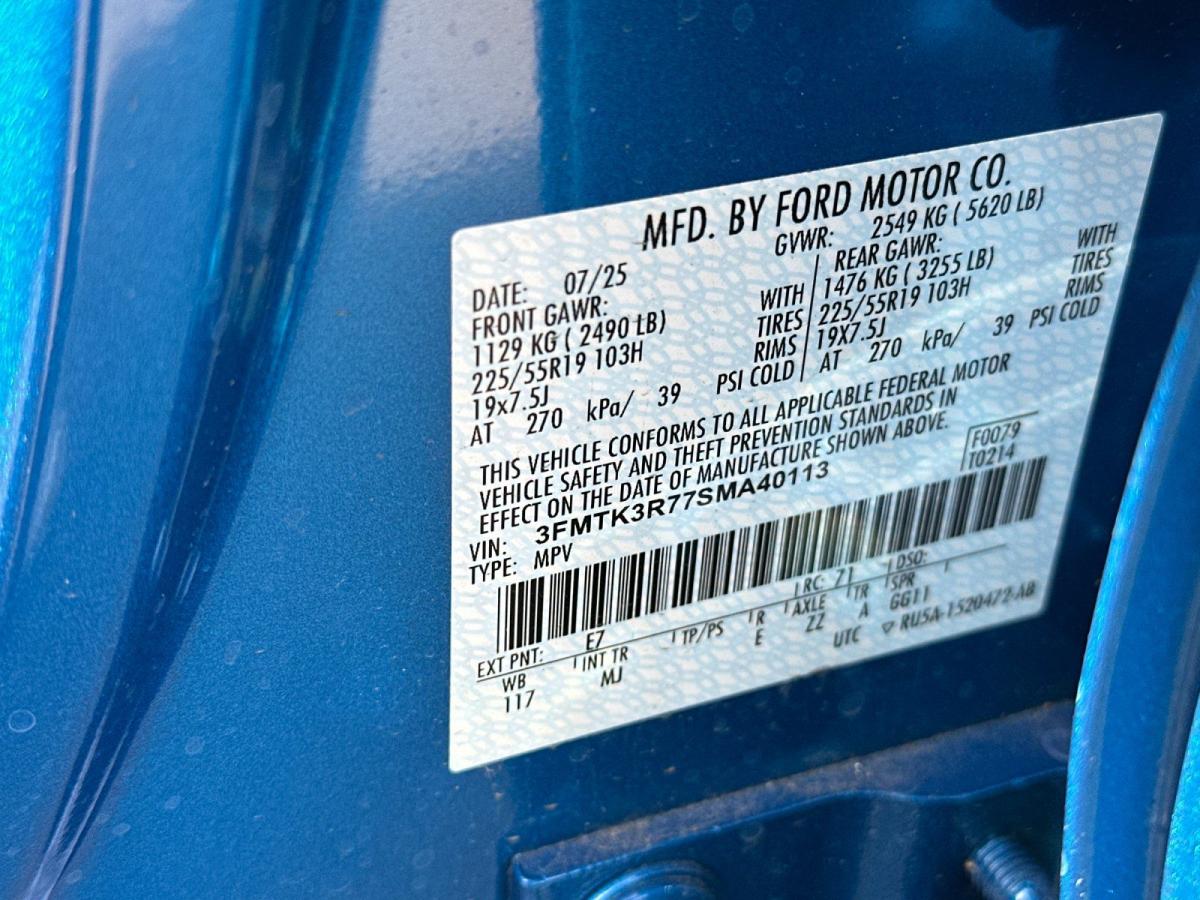 MFD. BY FORD MOTOR CO.
DATE: 07/25 GVWR: 2549 KG ( 5620 LB)
FRONT GAWR: REAR GAWR:
1129 KG ( 2490 LB) WITH 1476 KG ( 3255 LB) WITH
225/55R19 103H TIRES 225/55R19 103H TIRES
19x7.5J RIMS 19X7.5J RIMS
AT 270 kPa/ 39 PSI COLD AT 270 kPa/ 39 PSI COLD
THIS VEHICLE CONFORMS TO ALL APPLICABLE FEDERAL MOTOR
VEHICLE SAFETY AND THEFT PREVENTION STANDARDS IN
EFFECT ON THE DATE OF MANUFACTURE SHOWN ABOVE.
F0079
T0214
VIN: 3FMTK3R77SMA40113
TYPE: MPV
EXT PNT: E7 RC: 71 DSO:
WB INT TR TP/PS R AXLE TR SPR
117 MJ E ZZ A GG11
UTC ▽ RU5A-1520472-AB